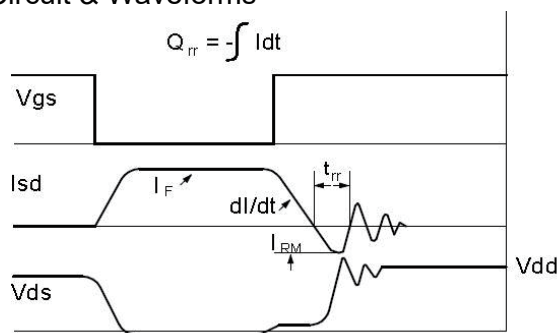 Circuit & Waveforms
Q rr = -∫ Idt
Vgs
Isd
I F
dI/dt
t rr
I RM
Vds
Vdd